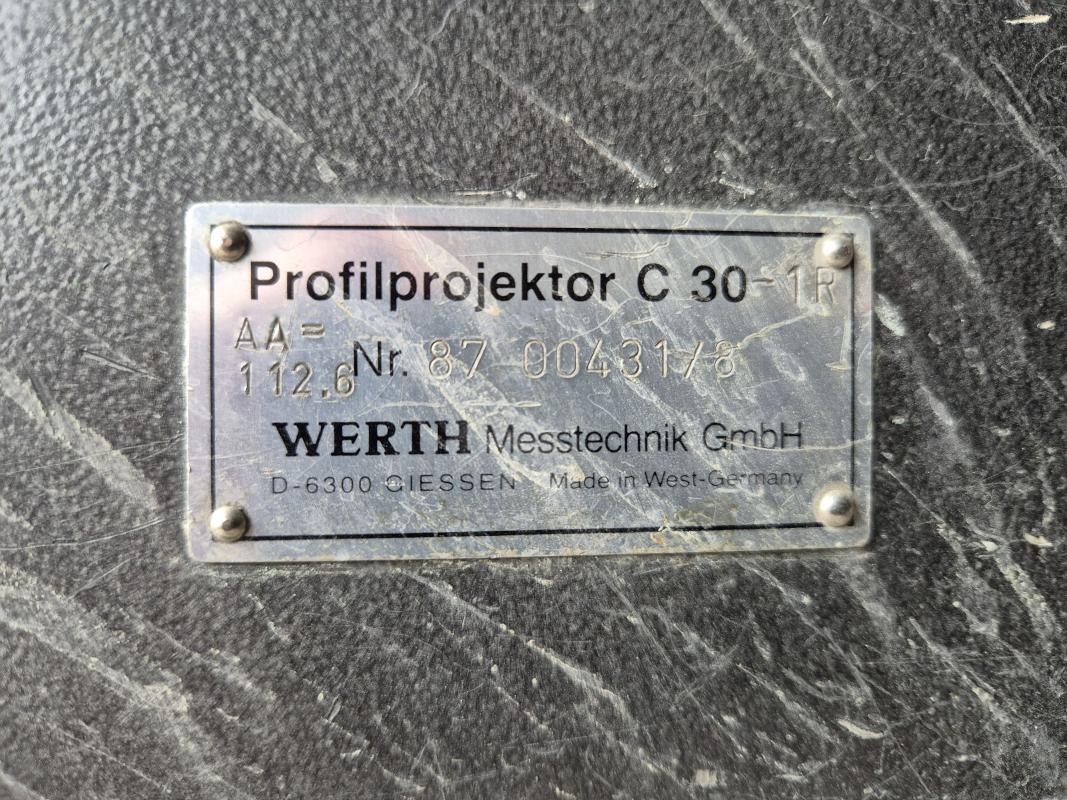 Profilprojektor C 30-1R
AA=
112.6
Nr. 87 00431/8
WERTH Messtechnik GmbH
D-6300 GIESSEN Made in West-Germany